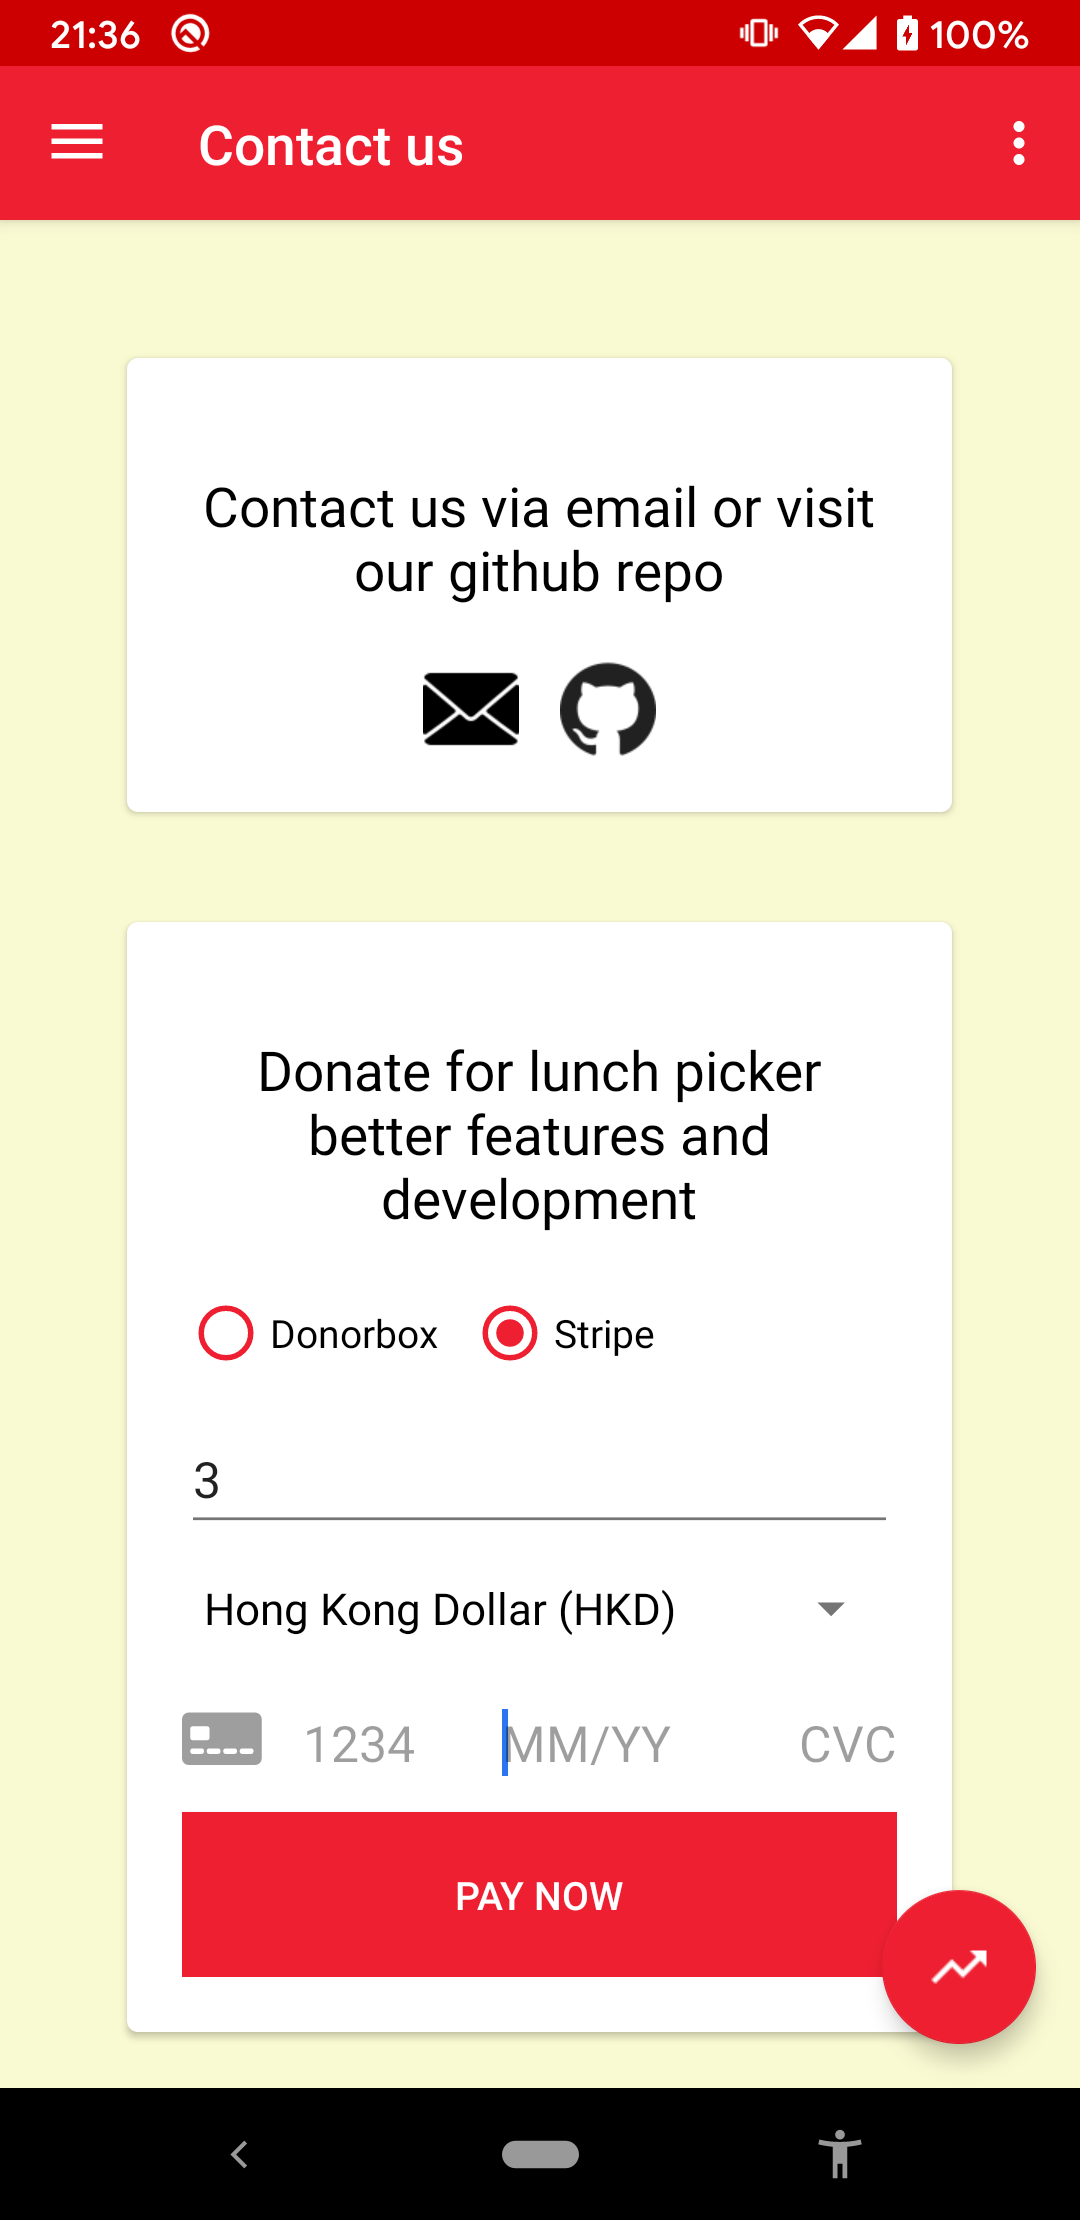 21:36 100%
Contact us
Contact us via email or visit
our github repo
Donate for lunch picker
better features and
development
Donorbox Stripe
3
Hong Kong Dollar (HKD)
1234 MM/YY CVC
PAY NOW